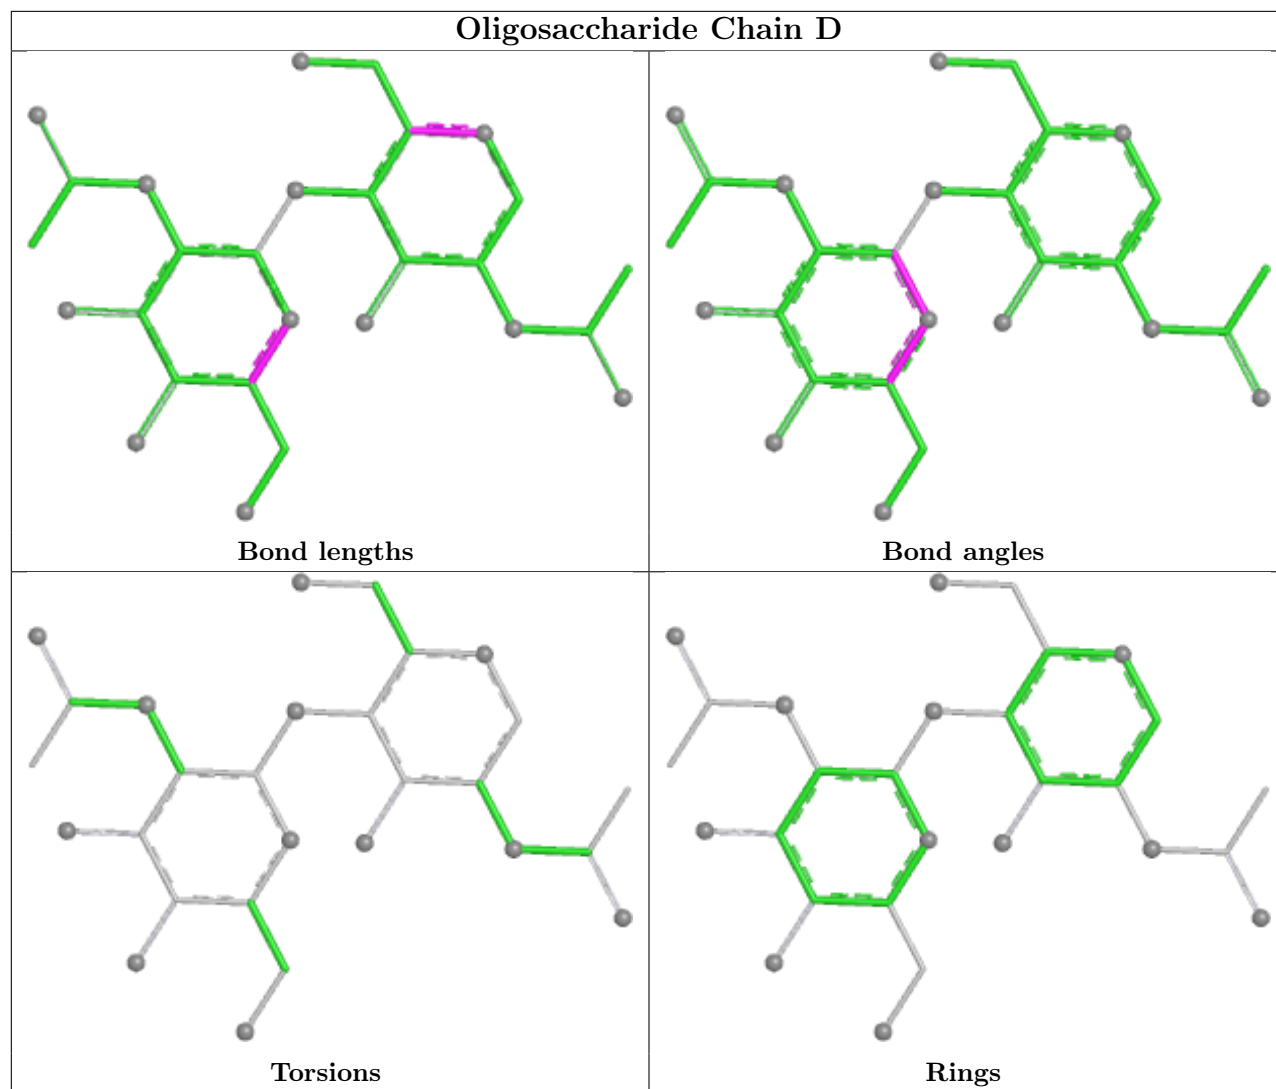 Oligosaccharide Chain D
Bond lengths
Bond angles
Torsions
Rings